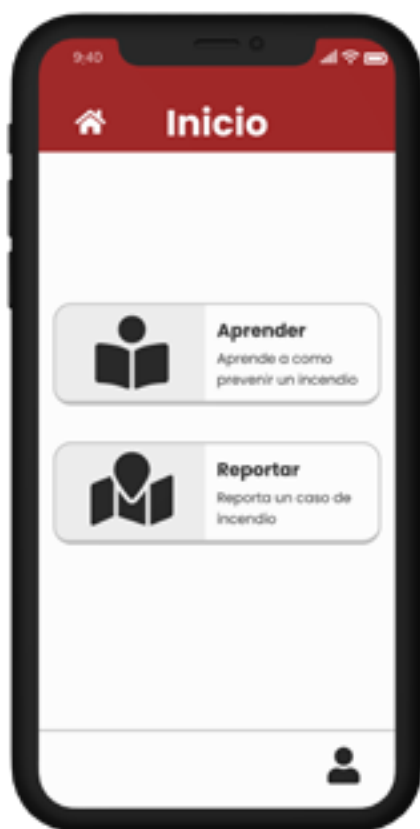 9:40
Inicio
Aprender
Aprende a como
prevenir un incendio
Reportar
Reporta un caso de
incendio